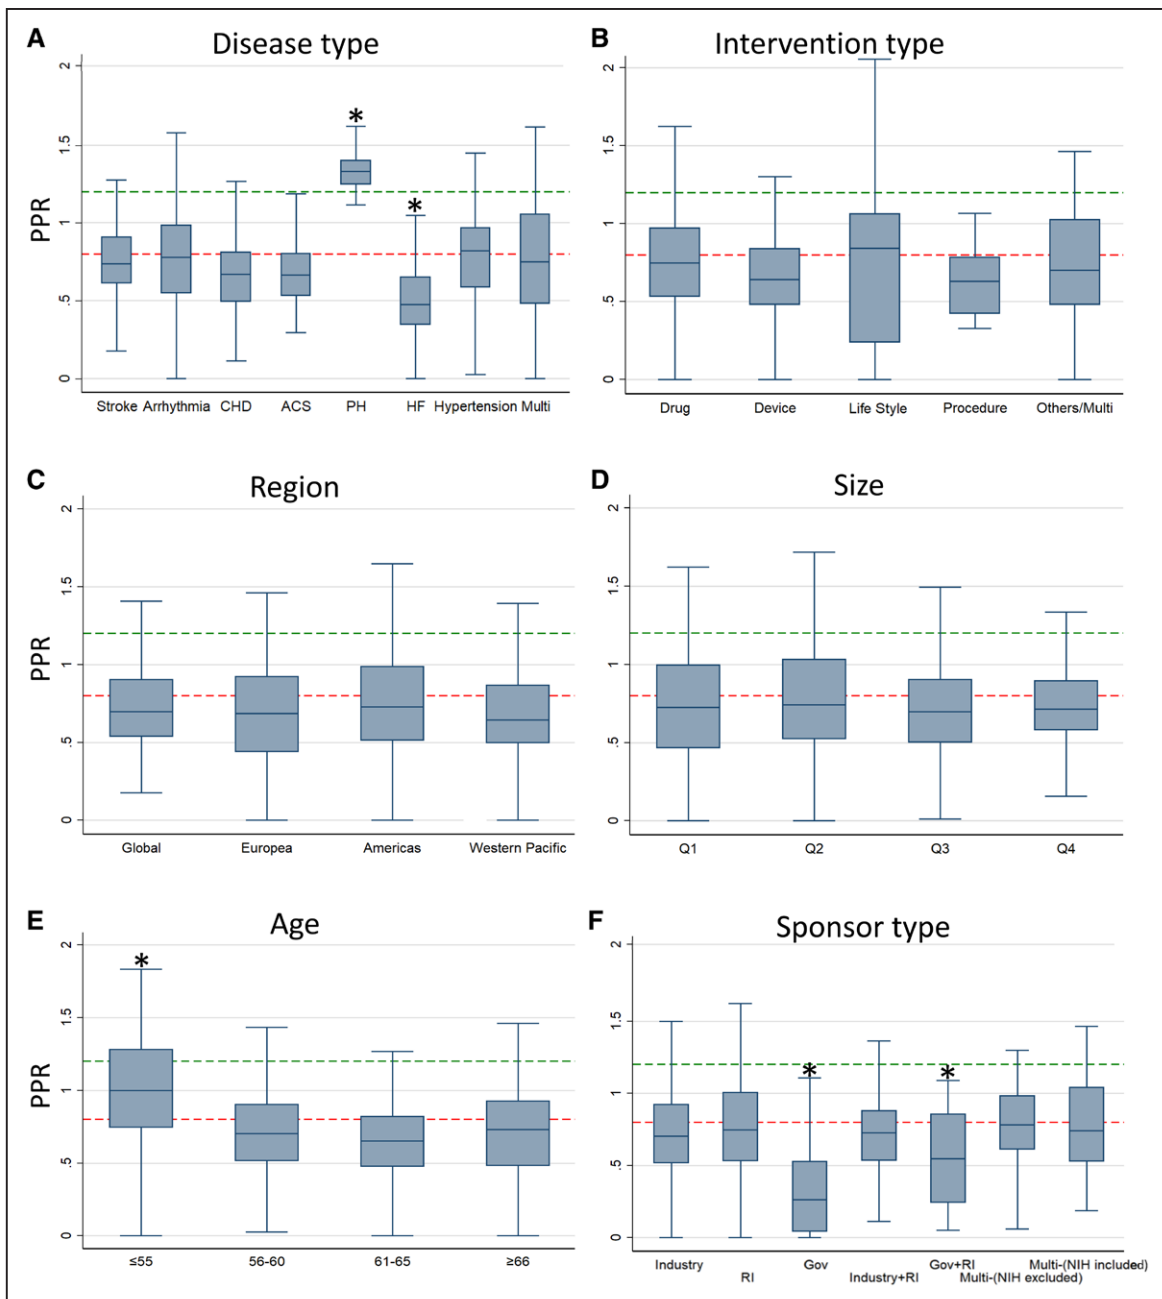 A Disease type
2
1.5
1
.5
0
PPR
*
*
Stroke Arrhythmia CHD ACS PH HF Hypertension Multi
B Intervention type
2
1.5
1
.5
0
Drug Device Life Style Procedure Others/Multi
C Region
2
1.5
1
.5
0
PPR
Global Europea Americas Western Pacific
D Size
2
1.5
1
.5
0
Q1 Q2 Q3 Q4
E Age
2
1.5
1
.5
0
PPR
*
≤55 56-60 61-65 ≥66
F Sponsor type
2
1.5
1
.5
0
*
*
Industry Gov Gov+RI Multi-(NIH included)
RI Industry+RI Multi-(NIH excluded)